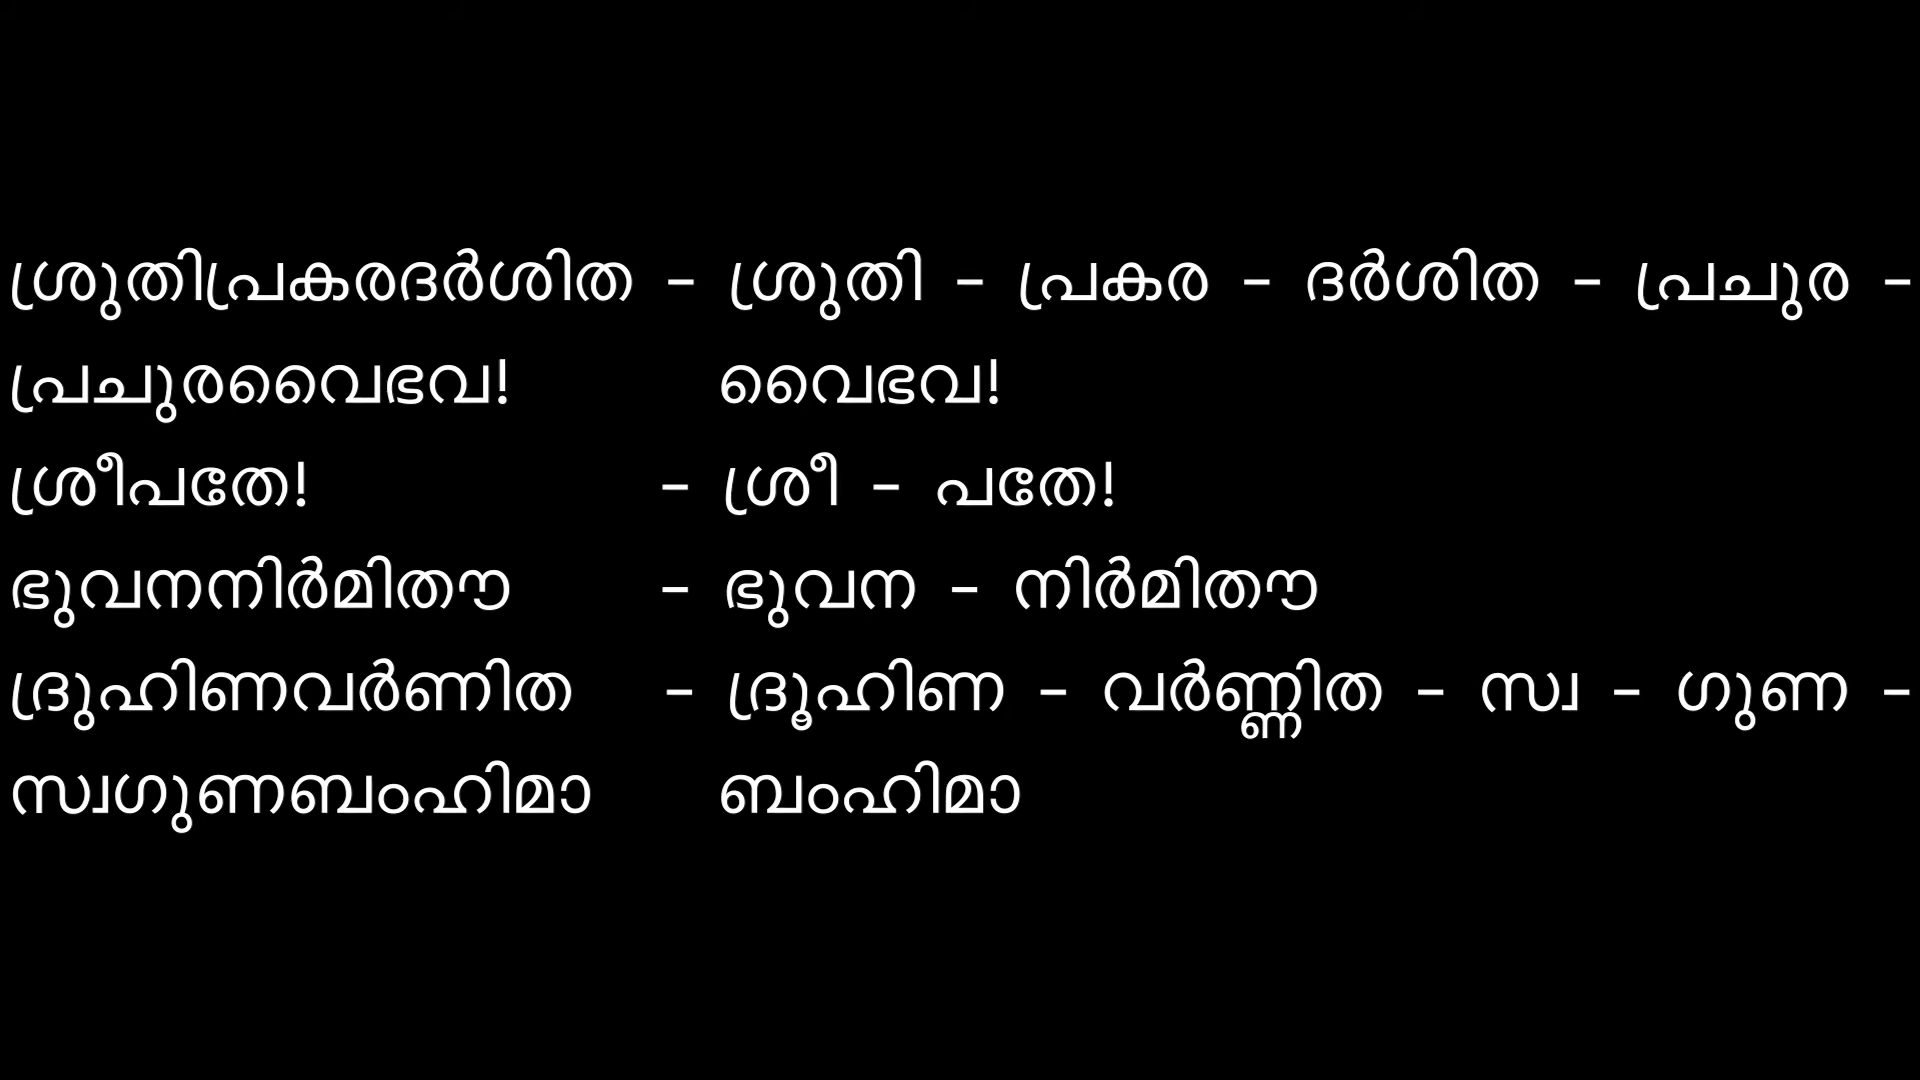 ശ്രുതിപ്രകരദർശിത – ശ്രുതി – പ്രകര – ദർശിത – പ്രചുര –
പ്രചുരവൈഭവ! വൈഭവ!
ശ്രീപതേ! – ശ്രീ – പതേ!
ഭുവനനിർമിതൗ – ഭുവന – നിർമിതൗ
ദ്രുഹിണവർണിത – ദ്രൂഹിണ – വർണ്ണിത – സ്വ – ഗുണ –
സ്വഗുണബംഹിമാ ബംഹിമാ